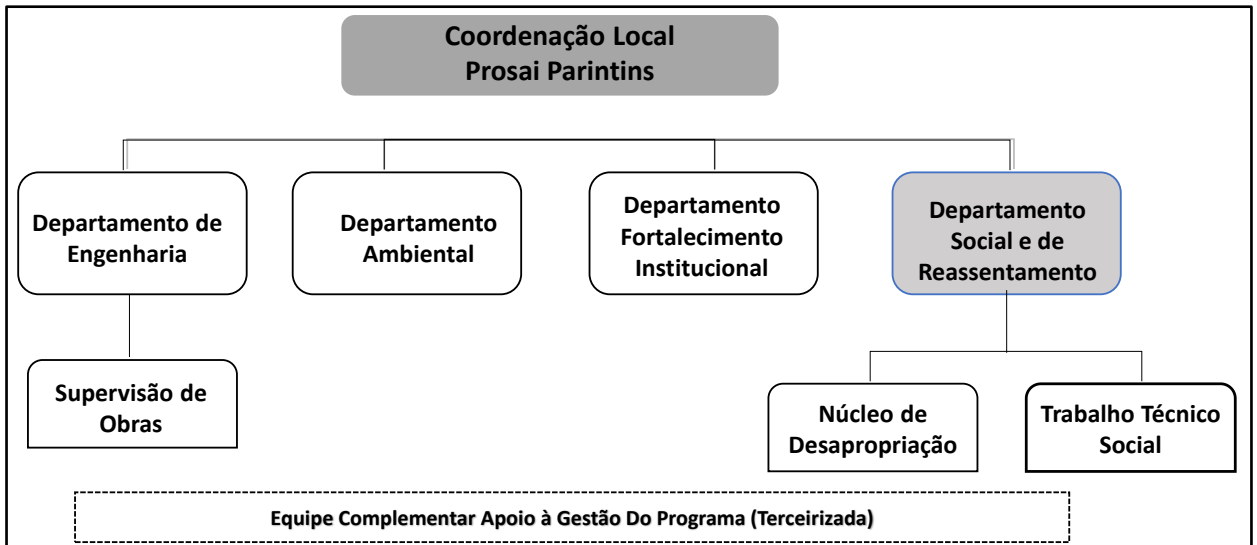 Coordenação Local
Prosai Parintins
Departamento de
Engenharia
Departamento
Ambiental
Departamento
Fortalecimento
Institucional
Departamento
Social e de
Reassentamento
Supervisão de
Obras
Núcleo de
Desapropriação
Trabalho Técnico
Social
Equipe Complementar Apoio à Gestão Do Programa (Terceirizada)